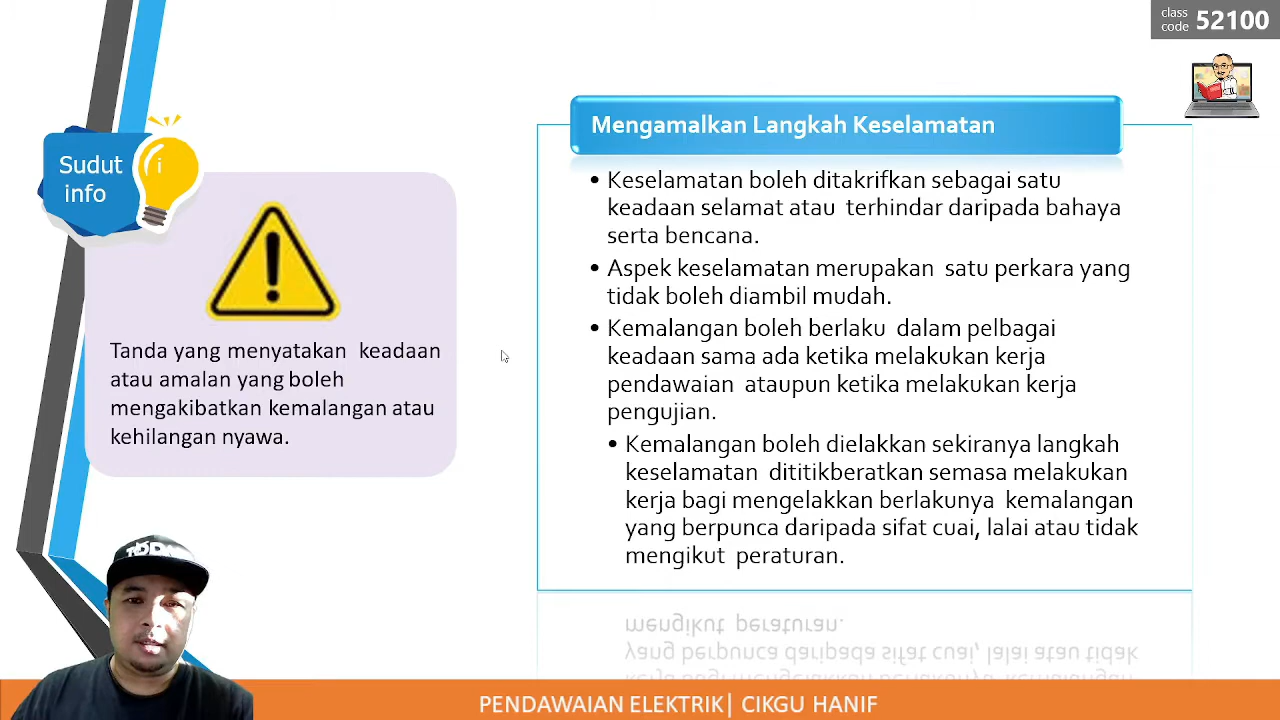 class
code 52100
Sudut
info
i
Tanda yang menyatakan keadaan
atau amalan yang boleh
mengakibatkan kemalangan atau
kehilangan nyawa.
Mengamalkan Langkah Keselamatan
• Keselamatan boleh ditakrifkan sebagai satu
keadaan selamat atau terhindar daripada bahaya
serta bencana.
• Aspek keselamatan merupakan satu perkara yang
tidak boleh diambil mudah.
• Kemalangan boleh berlaku dalam pelbagai
keadaan sama ada ketika melakukan kerja
pendawaian ataupun ketika melakukan kerja
pengujian.
• Kemalangan boleh dielakkan sekiranya langkah
keselamatan dititikberatkan semasa melakukan
kerja bagi mengelakkan berlakunya kemalangan
yang berpunca daripada sifat cuai, lalai atau tidak
mengikut peraturan.
PENDAWAIAN ELEKTRIK| CIKGU HANIF